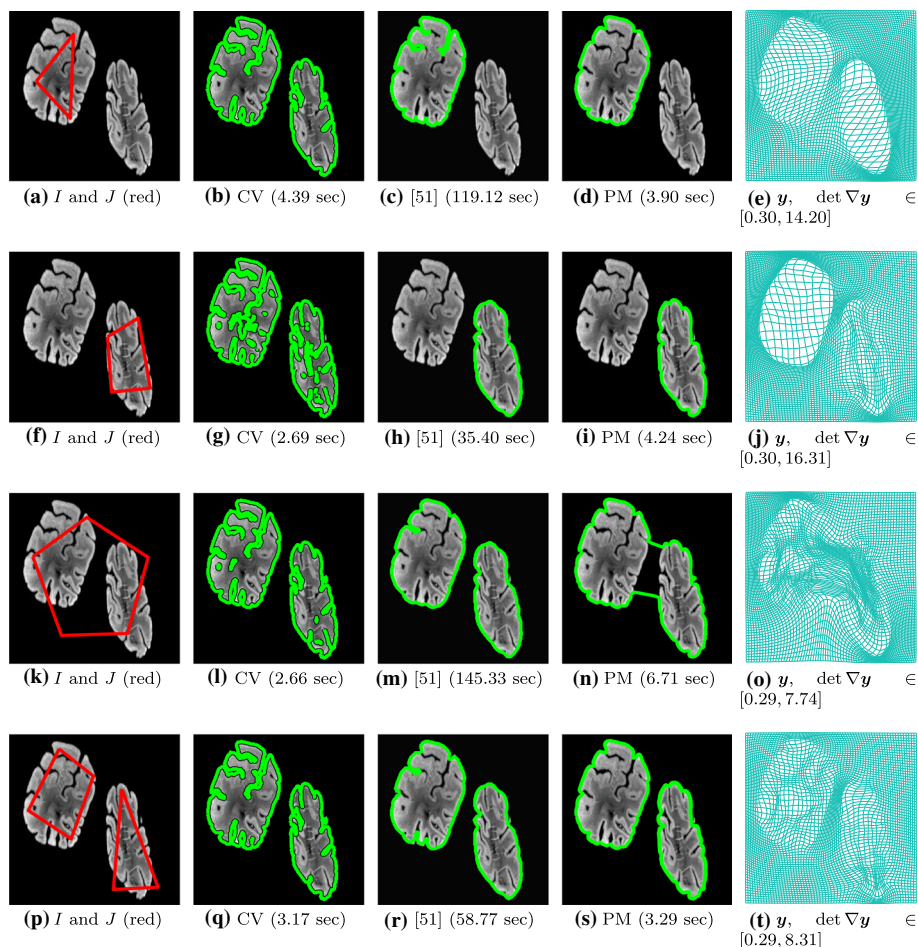 (a) I and J (red)
(b) CV (4.39 sec)
(c) [51] (119.12 sec)
(d) PM (3.90 sec)
(e) y, det ∇y ∈
[0.30, 14.20]
(f) I and J (red)
(g) CV (2.69 sec)
(h) [51] (35.40 sec)
(i) PM (4.24 sec)
(j) y, det ∇y ∈
[0.30, 16.31]
(k) I and J (red)
(l) CV (2.66 sec)
(m) [51] (145.33 sec)
(n) PM (6.71 sec)
(o) y, det ∇y ∈
[0.29, 7.74]
(p) I and J (red)
(q) CV (3.17 sec)
(r) [51] (58.77 sec)
(s) PM (3.29 sec)
(t) y, det ∇y ∈
[0.29, 8.31]